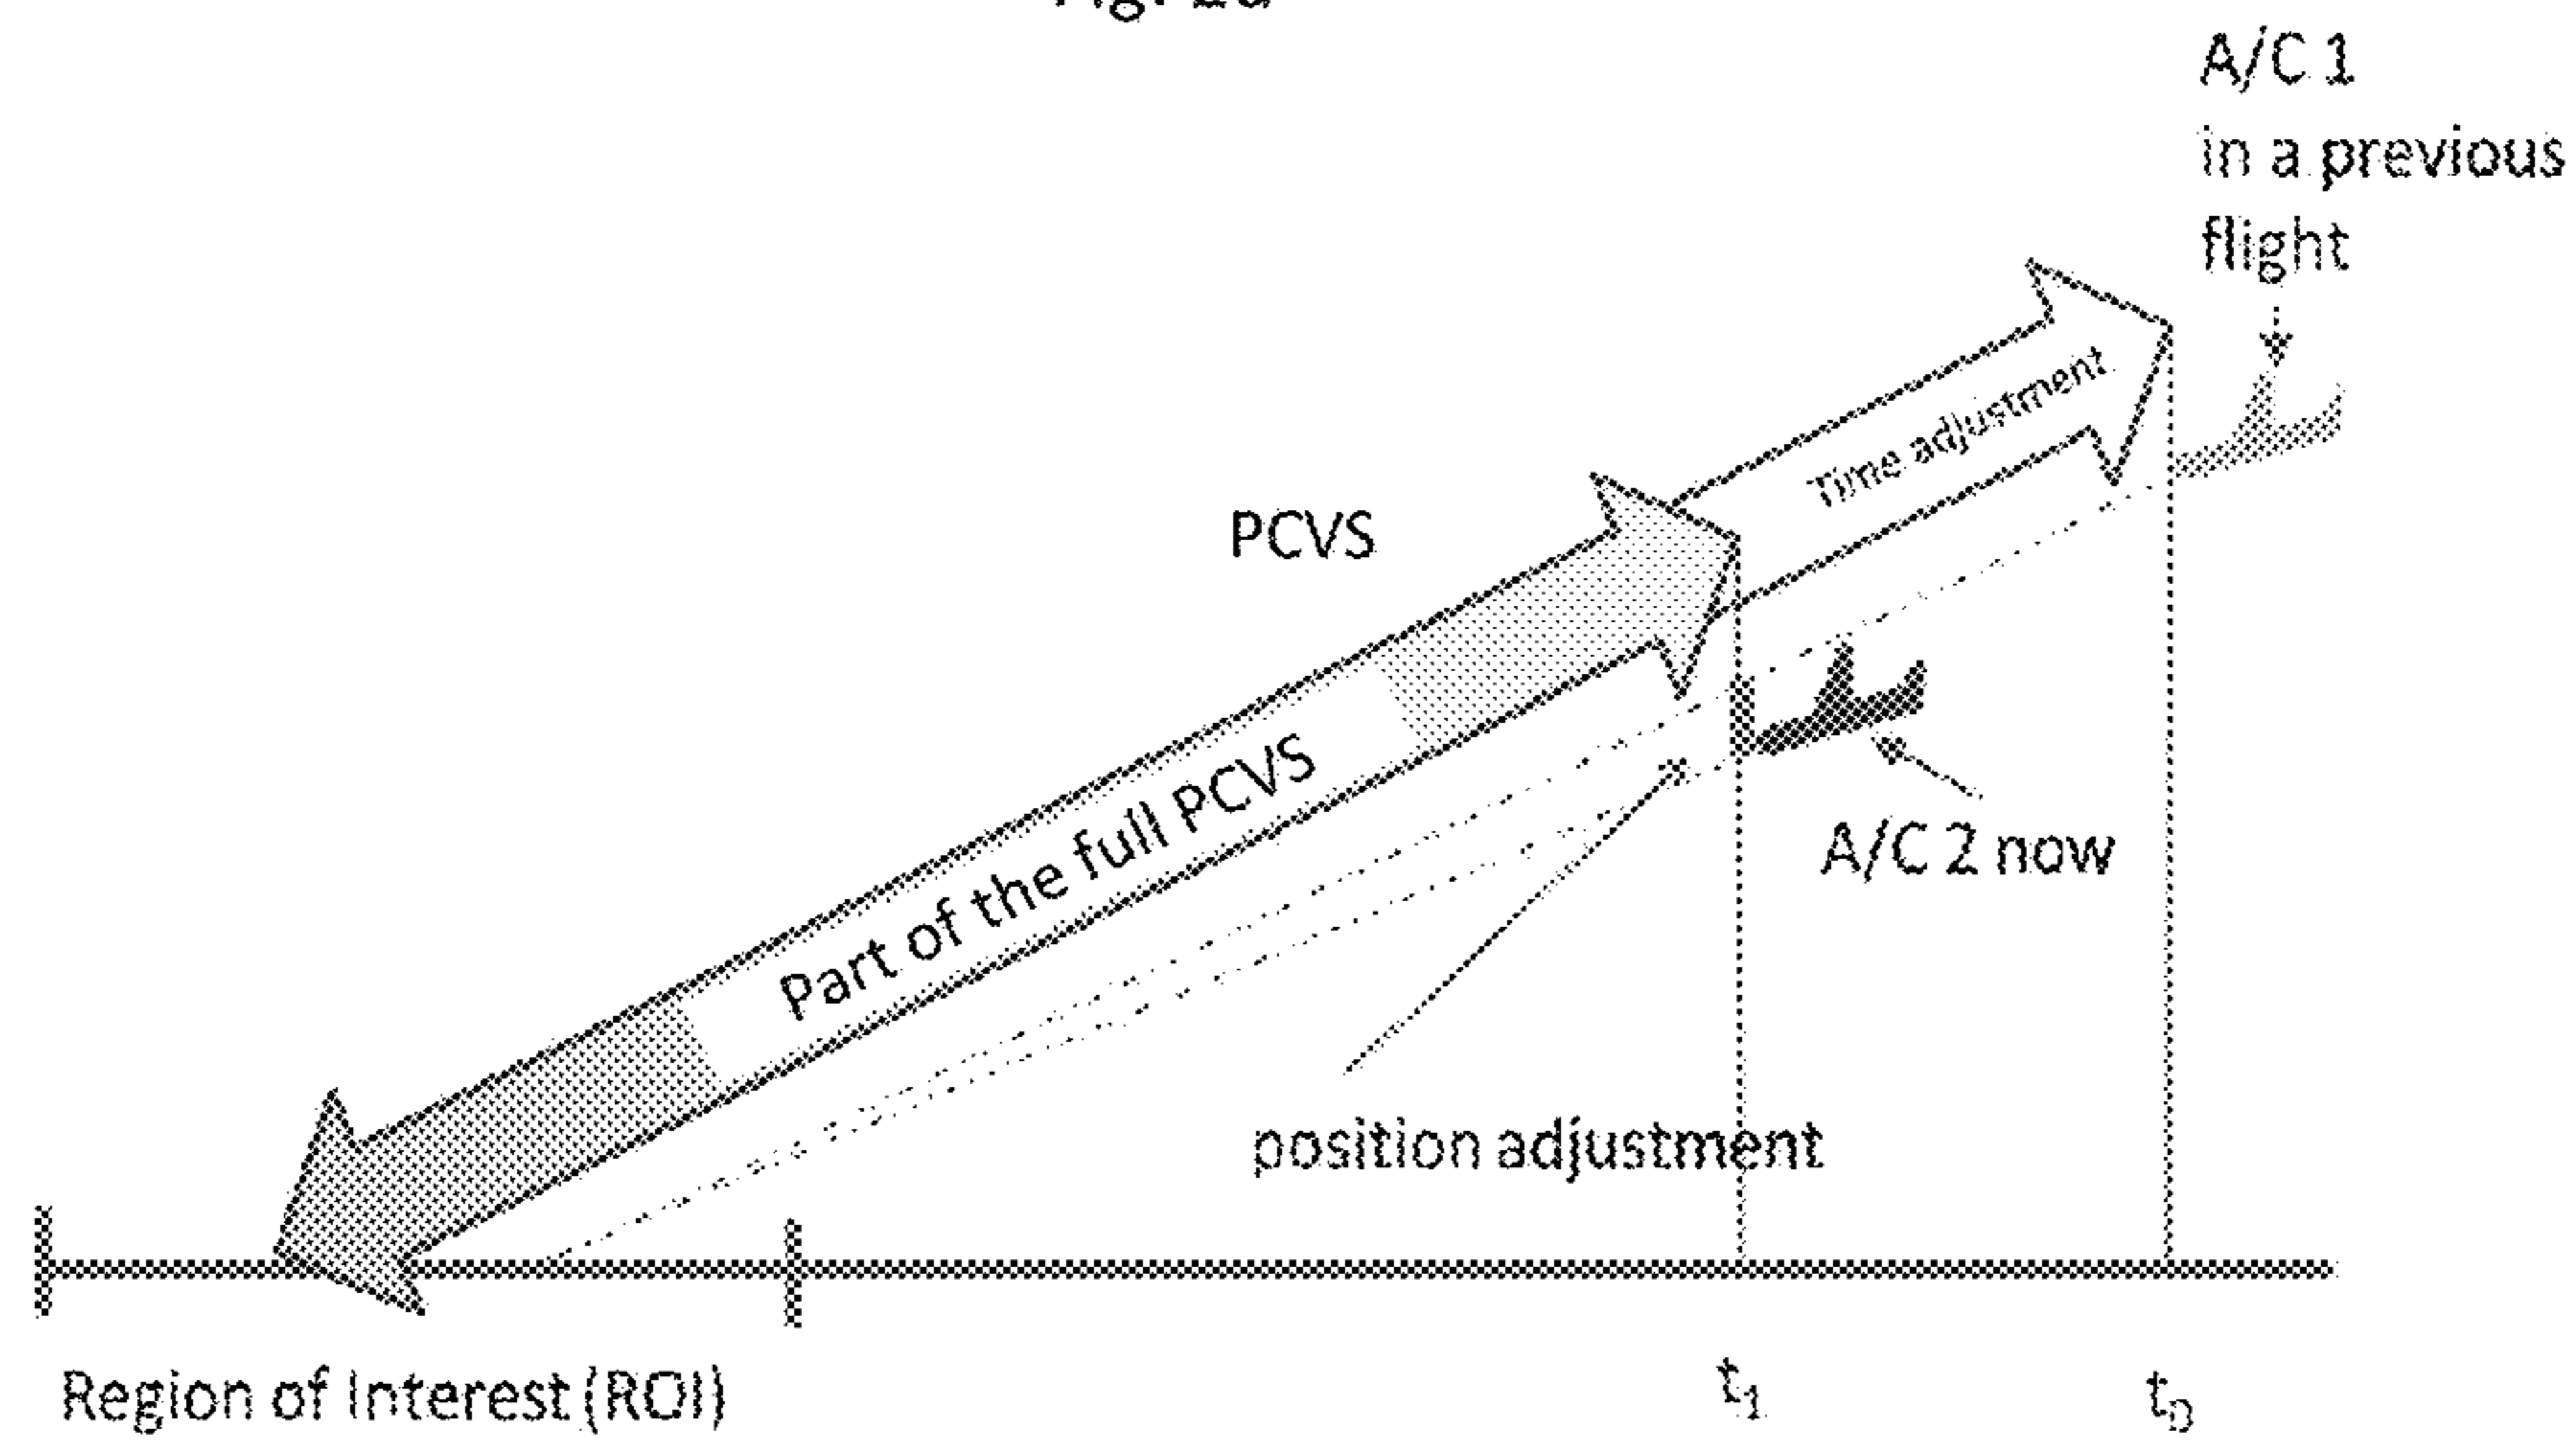 A/C 1
in a previous
flight
Time adjustment
PCVS
Part of the full PCVS
A/C 2 now
position adjustment
Region of Interest (ROI)
t1
t0